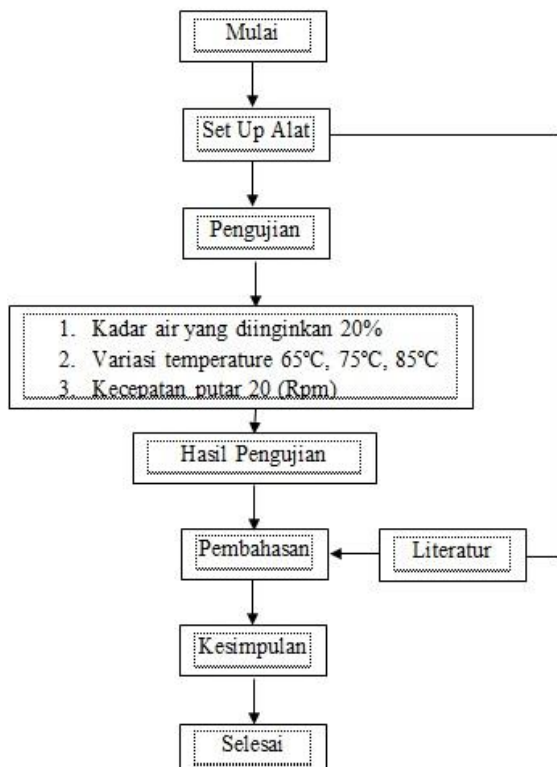 Mulai
Set Up Alat
Pengujian
1. Kadar air yang diinginkan 20%
2. Variasi temperature 65°C, 75°C, 85°C
3. Kecepatan putar 20 (Rpm)
Hasil Pengujian
Pembahasan
Literatur
Kesimpulan
Selesai